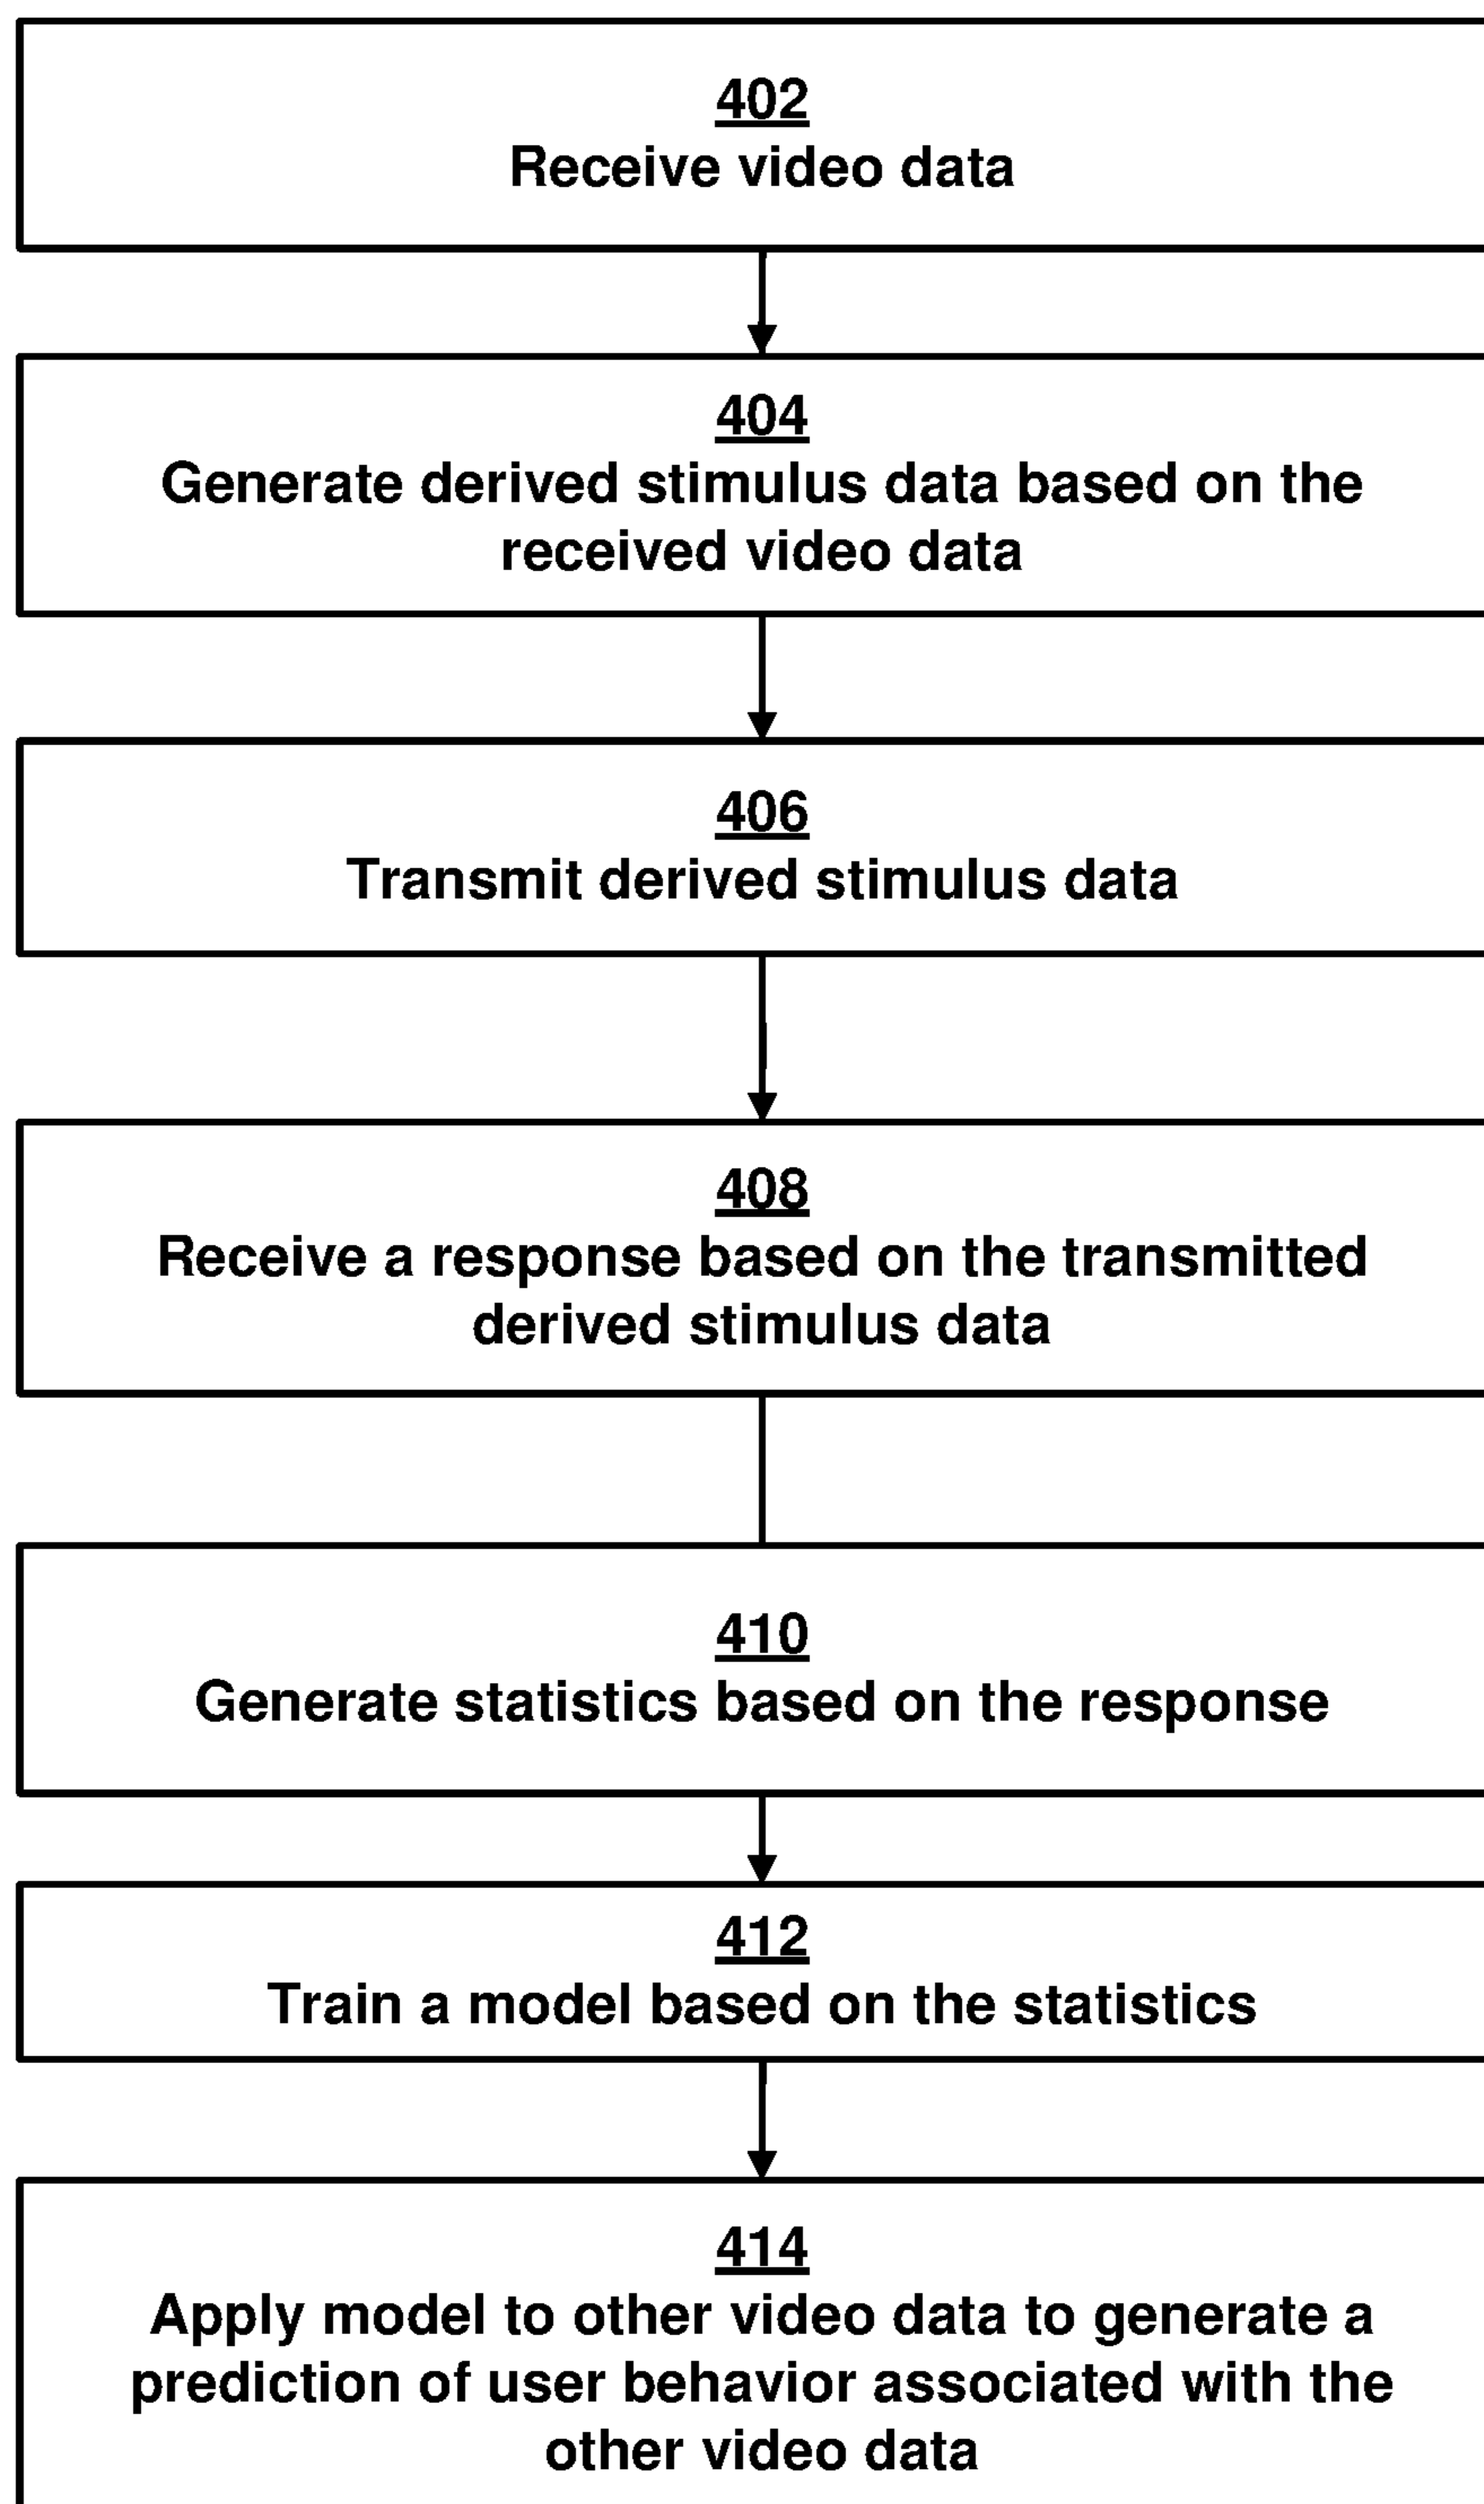 402
Receive video data
404
Generate derived stimulus data based on the
received video data
406
Transmit derived stimulus data
408
Receive a response based on the transmitted
derived stimulus data
410
Generate statistics based on the response
412
Train a model based on the statistics
414
Apply model to other video data to generate a
prediction of user behavior associated with the
other video data